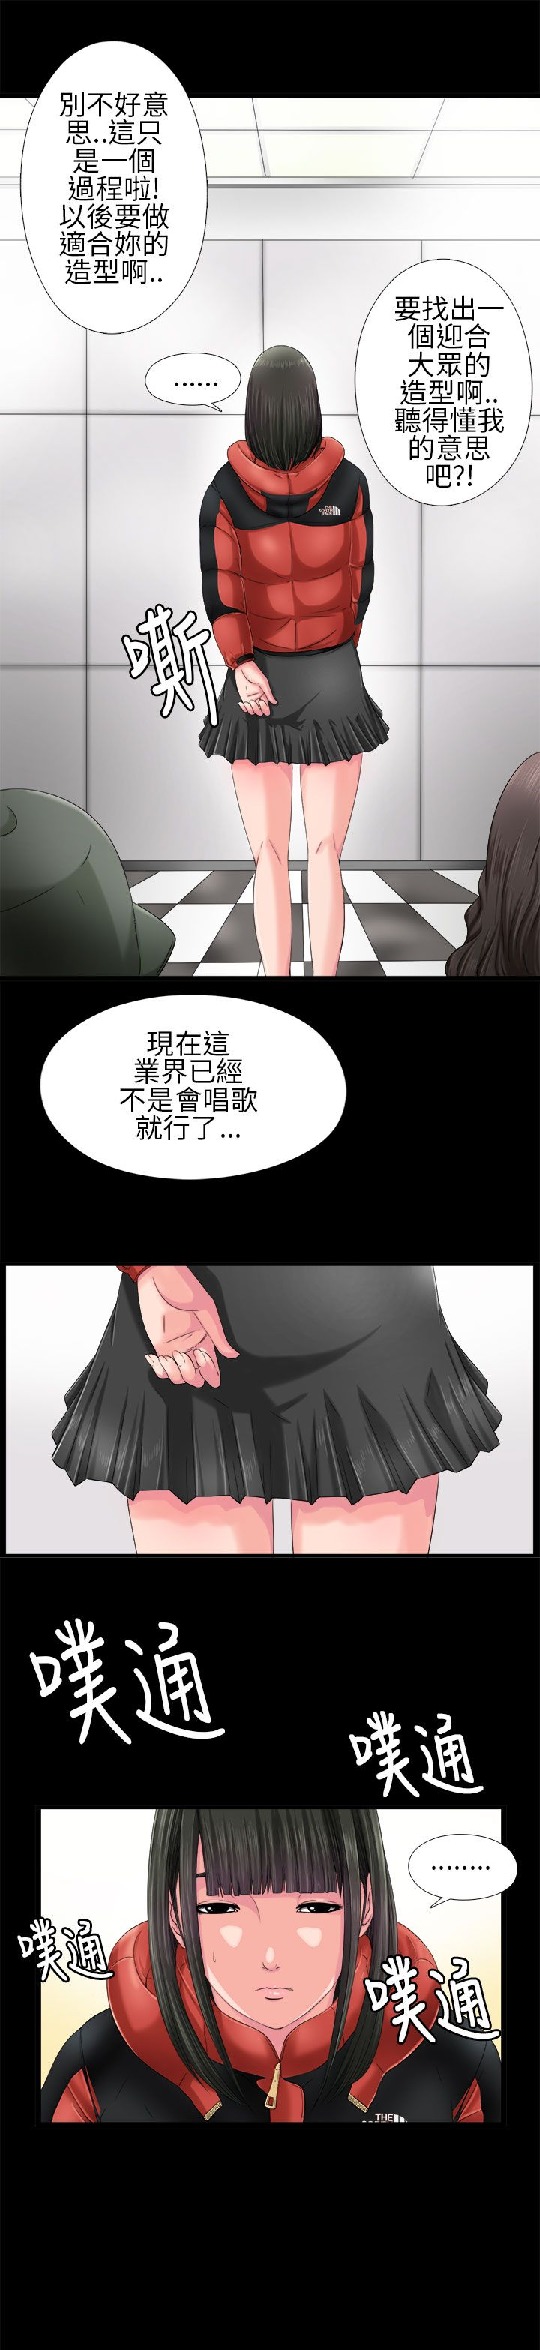 別不好意
思..這只
是一個
過程啦!
以後要做
適合妳的
造型啊..
要找出一
個迎合
大眾的
造型啊..
聽得懂我
的意思
吧?!
......
嘶
現在這
業界已經
不是會唱歌
就行了...
噗通
噗通
........
噗通
噗通
THE